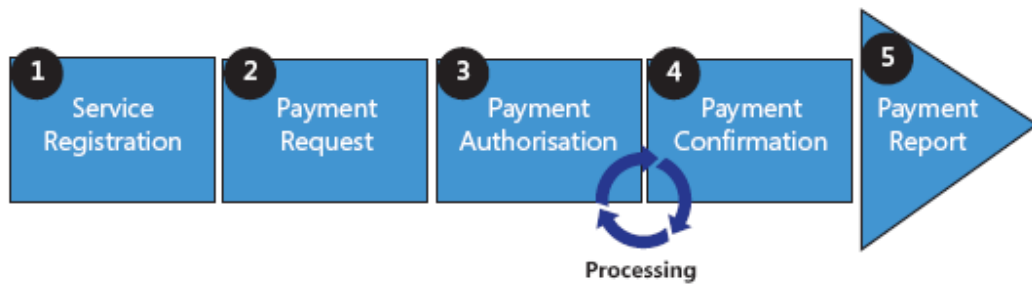 1
Service
Registration
2
Payment
Request
3
Payment
Authorisation
4
Payment
Confirmation
5
Payment
Report
Processing